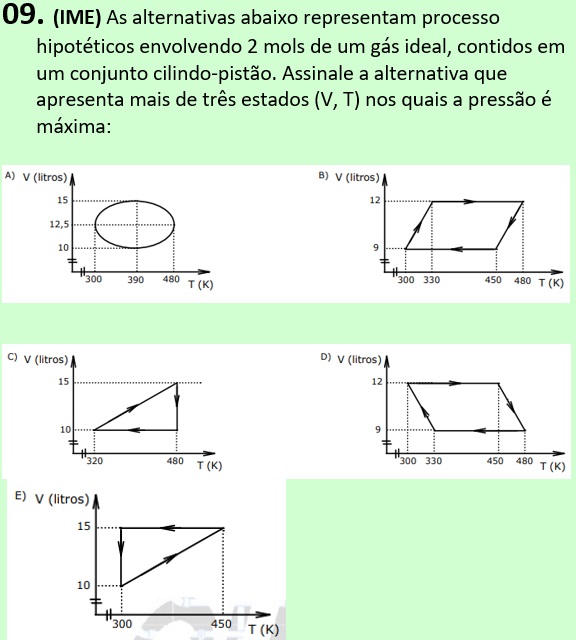 09. (IME) As alternativas abaixo representam processo
hipotéticos envolvendo 2 mols de um gás ideal, contidos em
um conjunto cilindo-pistão. Assinale a alternativa que
apresenta mais de três estados (V, T) nos quais a pressão é
máxima:
A) V (litros)
15
12,5
10
300 390 480 T (K)
B) V (litros)
12
9
300 330 450 480 T (K)
C) V (litros)
15
10
320 480 T (K)
D) V (litros)
12
9
300 330 450 480 T (K)
E) V (litros)
15
10
300 450 T (K)